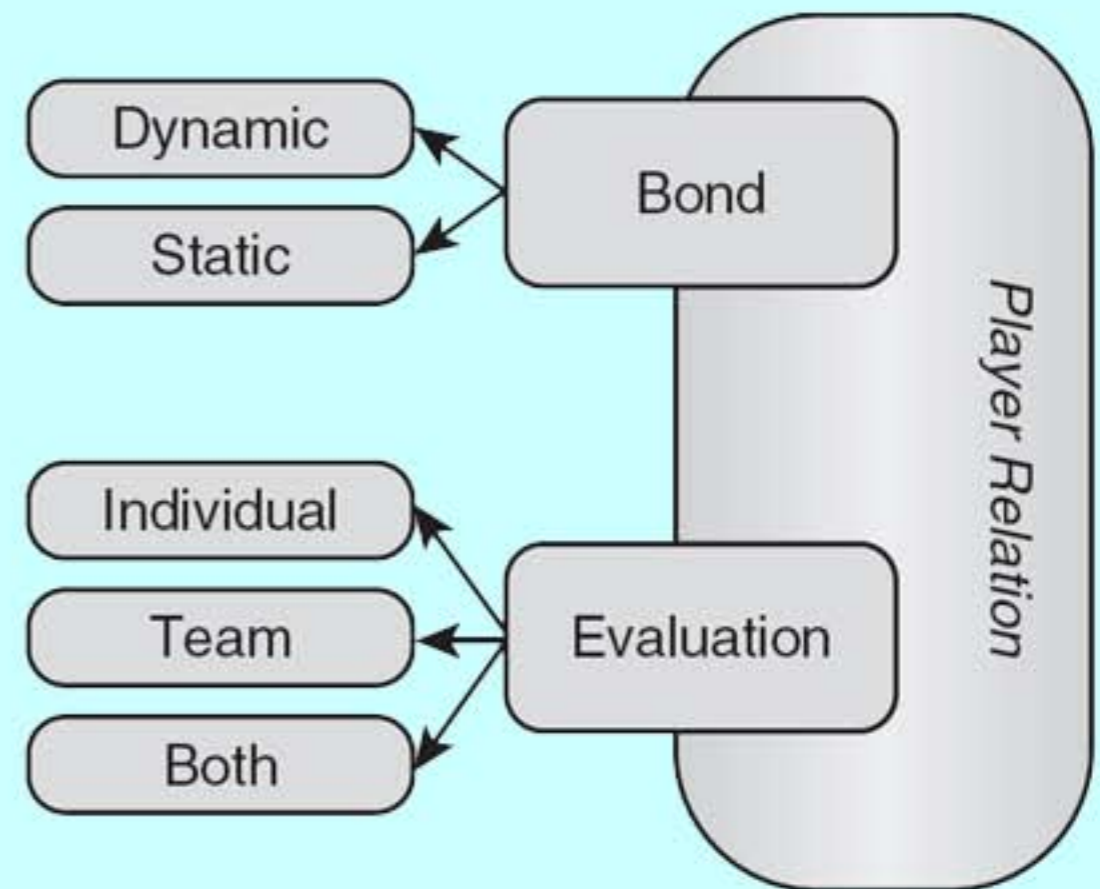 Dynamic
Static
Bond
Individual
Team
Both
Evaluation
Player Relation